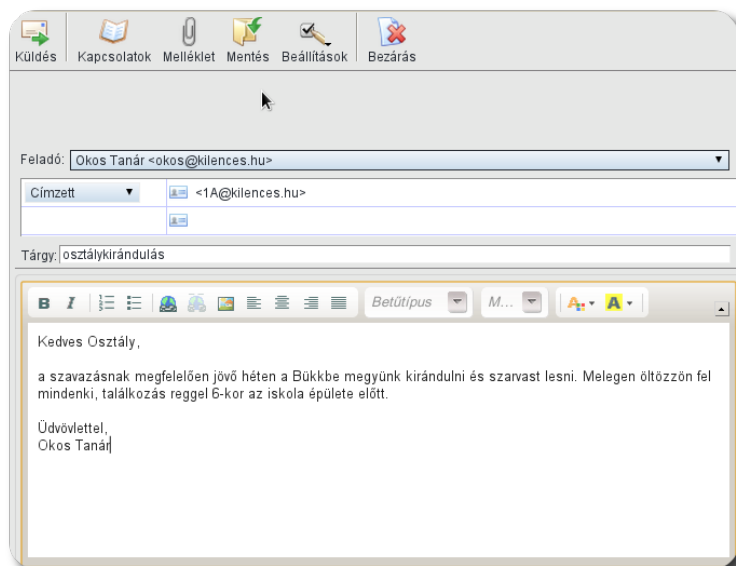 Küldés Kapcsolatok Melléklet Mentés Beállítások Bezárás
Feladó: Okos Tanár <okos@kilences.hu>
Címzett <1A@kilences.hu>
Tárgy: osztálykirándulás
B I Betűtípus M... A A
Kedves Osztály,
a szavazásnak megfelelően jövő héten a Bükkbe megyünk kirándulni és szarvast lesni. Melegen öltözzön fel
mindenki, találkozás reggel 6-kor az iskola épülete előtt.
Üdvövlettel,
Okos Tanár